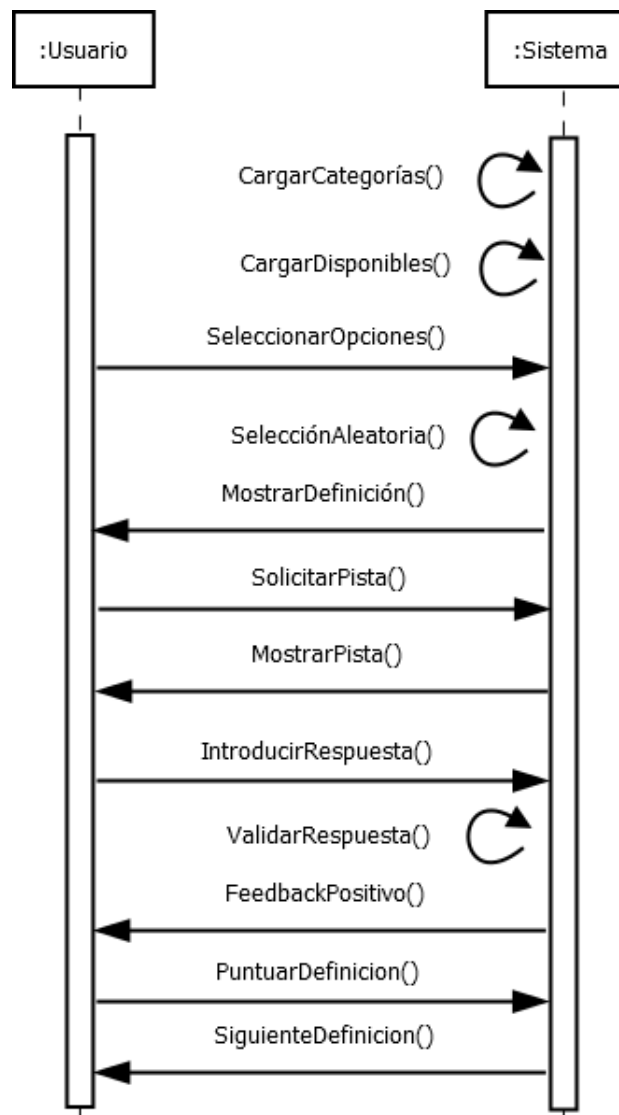 :Usuario
:Sistema
CargarCategorías()
CargarDisponibles()
SeleccionarOpciones()
SelecciónAleatoria()
MostrarDefinición()
SolicitarPista()
MostrarPista()
IntroducirRespuesta()
ValidarRespuesta()
FeedbackPositivo()
PuntuarDefinicion()
SiguienteDefinicion()